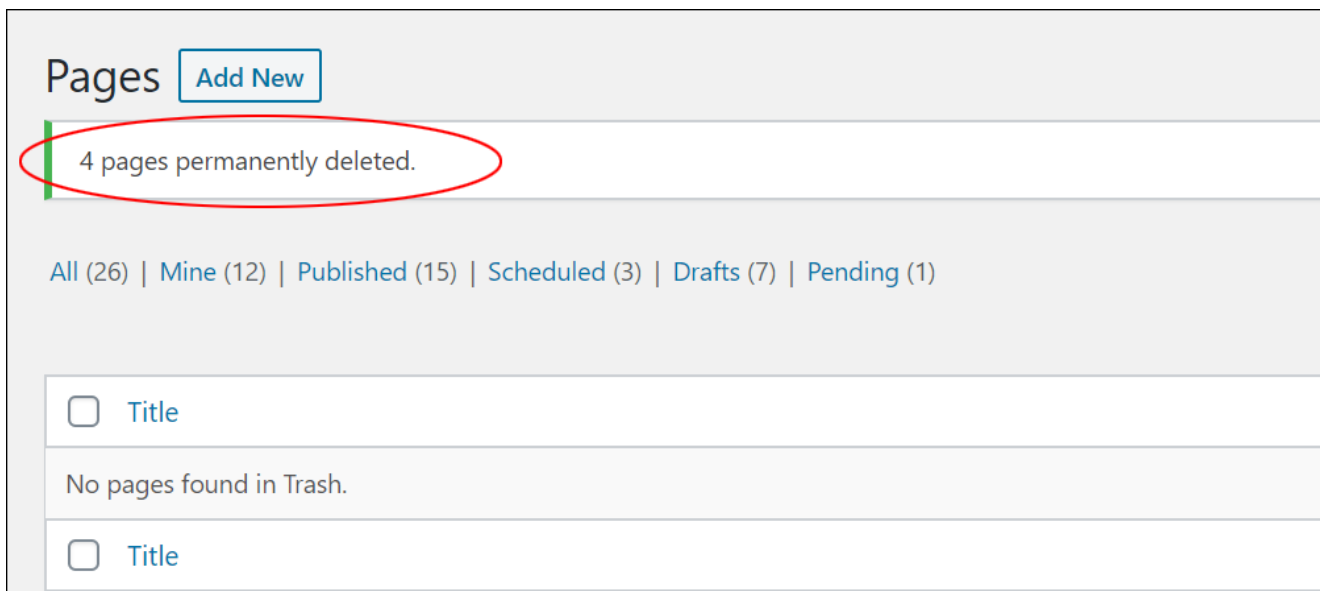 Pages Add New
4 pages permanently deleted.
All (26) | Mine (12) | Published (15) | Scheduled (3) | Drafts (7) | Pending (1)
Title
No pages found in Trash.
Title